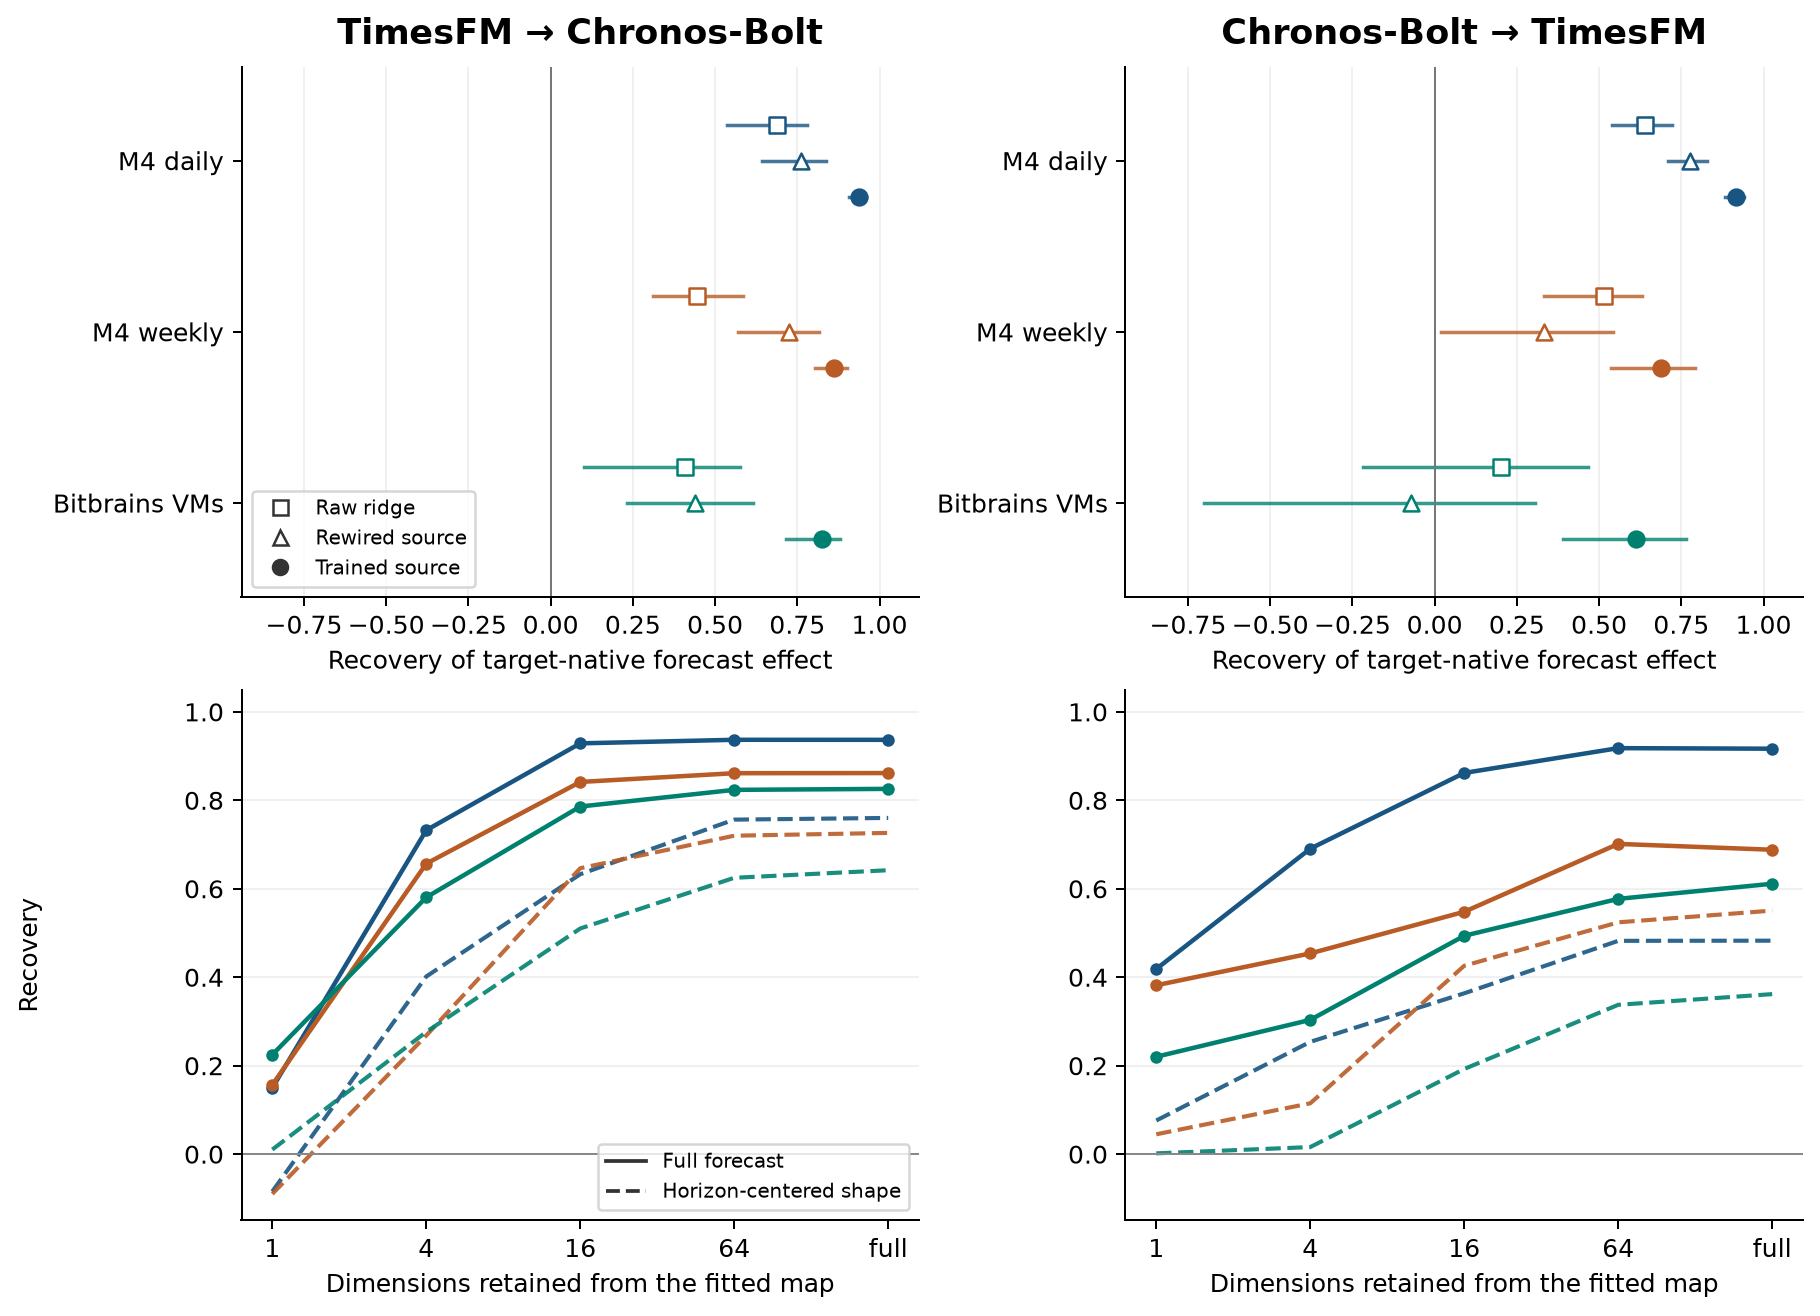 TimesFM → Chronos-Bolt
M4 daily
M4 weekly
Bitbrains VMs
Raw ridge
Rewired source
Trained source
−0.75 −0.50 −0.25 0.00 0.25 0.50 0.75 1.00
Recovery of target-native forecast effect
Chronos-Bolt → TimesFM
M4 daily
M4 weekly
Bitbrains VMs
−0.75 −0.50 −0.25 0.00 0.25 0.50 0.75 1.00
Recovery of target-native forecast effect
Recovery
1.0
0.8
0.6
0.4
0.2
0.0
Full forecast
Horizon-centered shape
1 4 16 64 full
Dimensions retained from the fitted map
1.0
0.8
0.6
0.4
0.2
0.0
1 4 16 64 full
Dimensions retained from the fitted map